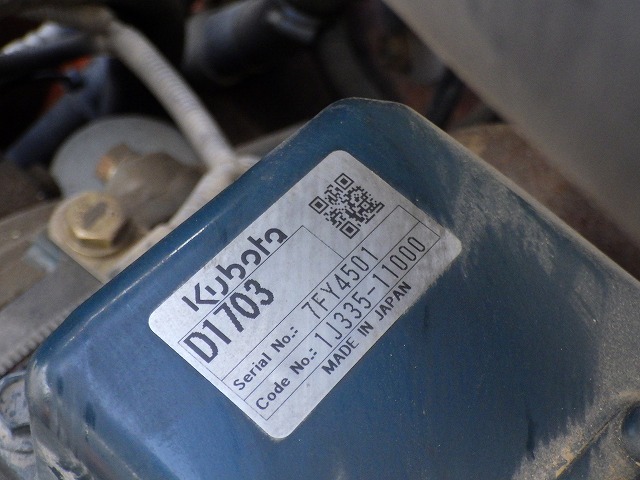 Kubota
D1703
Serial No.: 7FY4501
Code No.: 1J335-11000
MADE IN JAPAN